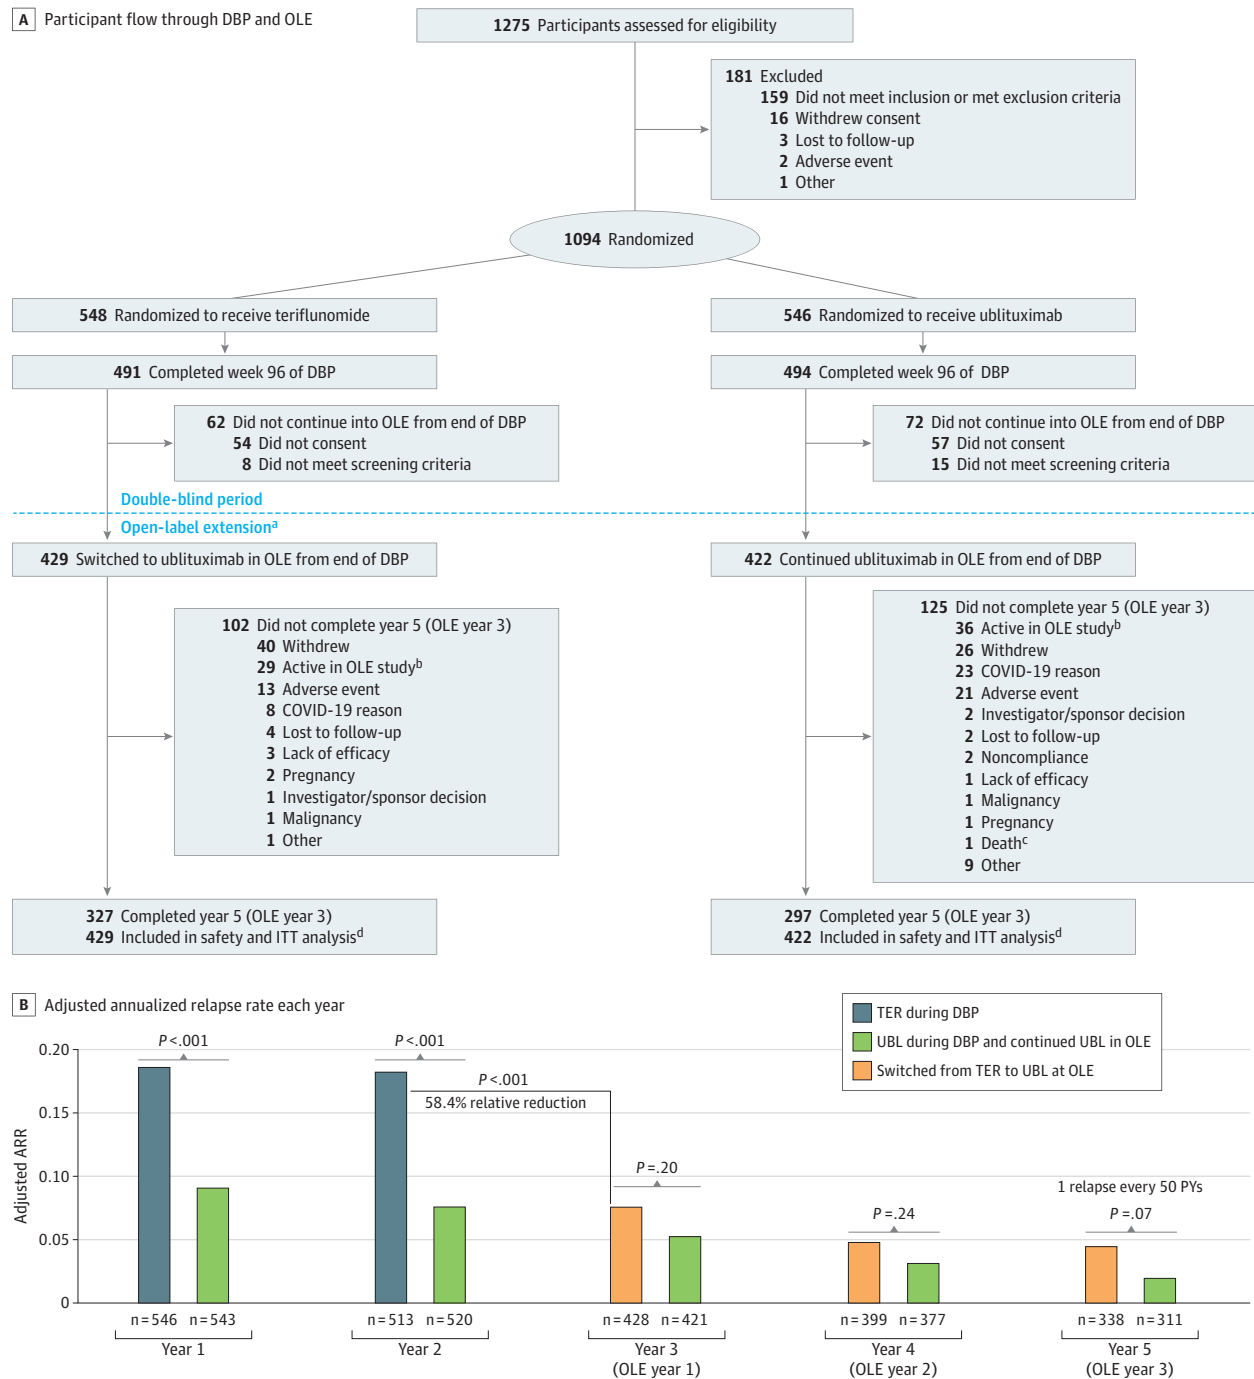 A Participant flow through DBP and OLE
1275 Participants assessed for eligibility
181 Excluded
159 Did not meet inclusion or met exclusion criteria
16 Withdrew consent
3 Lost to follow-up
2 Adverse event
1 Other
1094 Randomized
548 Randomized to receive teriflunomide
546 Randomized to receive ublituximab
491 Completed week 96 of DBP
494 Completed week 96 of DBP
62 Did not continue into OLE from end of DBP
54 Did not consent
8 Did not meet screening criteria
72 Did not continue into OLE from end of DBP
57 Did not consent
15 Did not meet screening criteria
Double-blind period
Open-label extensionᵃ
429 Switched to ublituximab in OLE from end of DBP
422 Continued ublituximab in OLE from end of DBP
102 Did not complete year 5 (OLE year 3)
40 Withdrew
29 Active in OLE studyᵇ
13 Adverse event
8 COVID-19 reason
4 Lost to follow-up
3 Lack of efficacy
2 Pregnancy
1 Investigator/sponsor decision
1 Malignancy
1 Other
125 Did not complete year 5 (OLE year 3)
36 Active in OLE studyᵇ
26 Withdrew
23 COVID-19 reason
21 Adverse event
2 Investigator/sponsor decision
2 Lost to follow-up
2 Noncompliance
1 Lack of efficacy
1 Malignancy
1 Pregnancy
1 Deathᶜ
9 Other
327 Completed year 5 (OLE year 3)
429 Included in safety and ITT analysisᵈ
297 Completed year 5 (OLE year 3)
422 Included in safety and ITT analysisᵈ
B Adjusted annualized relapse rate each year
TER during DBP
UBL during DBP and continued UBL in OLE
Switched from TER to UBL at OLE
Adjusted ARR
0.20
0.15
0.10
0.05
0
P <.001
P <.001
P <.001
58.4% relative reduction
P =.20
P =.24
1 relapse every 50 PYs
P =.07
n = 546 n = 543
n = 513 n = 520
n = 428 n = 421
n = 399 n = 377
n = 338 n = 311
Year 1
Year 2
Year 3
(OLE year 1)
Year 4
(OLE year 2)
Year 5
(OLE year 3)